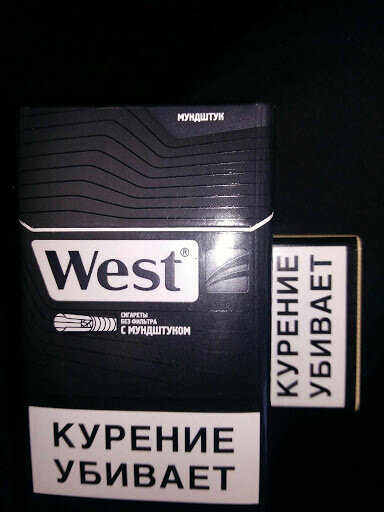 МУНДШТУК
West®
СИГАРЕТЫ
БЕЗ ФИЛЬТРА
С МУНДШТУКОМ
КУРЕНИЕ
УБИВАЕТ
КУРЕНИЕ
УБИВАЕТ